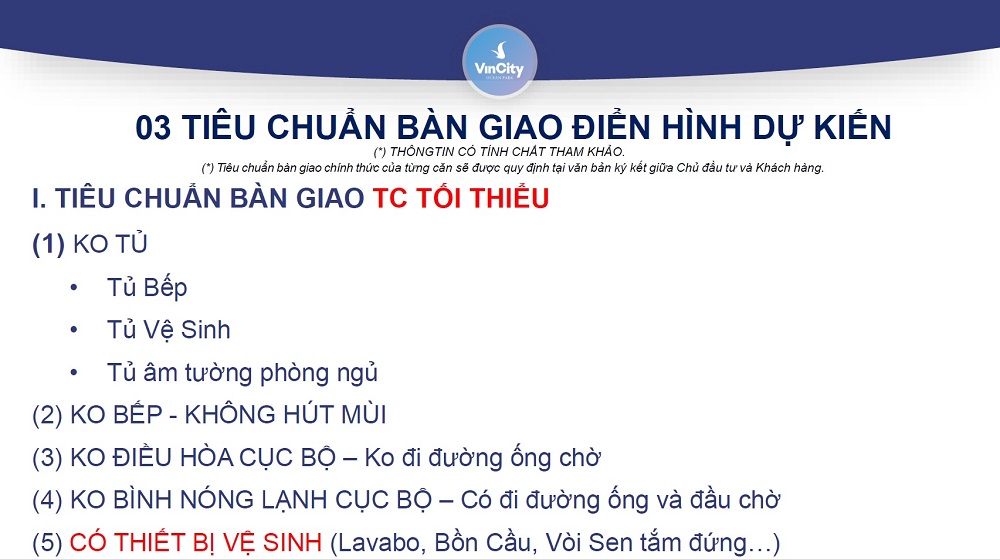 VinCity
OCEAN PARK
03 TIÊU CHUẨN BÀN GIAO ĐIỂN HÌNH DỰ KIẾN
(*) THÔNGTIN CÓ TÍNH CHẤT THAM KHẢO.
(*) Tiêu chuẩn bàn giao chính thức của từng căn sẽ được quy định tại văn bản ký kết giữa Chủ đầu tư và Khách hàng.
I. TIÊU CHUẨN BÀN GIAO TC TỐI THIỂU
(1) KO TỦ
• Tủ Bếp
• Tủ Vệ Sinh
• Tủ âm tường phòng ngủ
(2) KO BẾP - KHÔNG HÚT MÙI
(3) KO ĐIỀU HÒA CỤC BỘ – Ko đi đường ống chờ
(4) KO BÌNH NÓNG LẠNH CỤC BỘ – Có đi đường ống và đầu chờ
(5) CÓ THIẾT BỊ VỆ SINH (Lavabo, Bồn Cầu, Vòi Sen tắm đứng…)